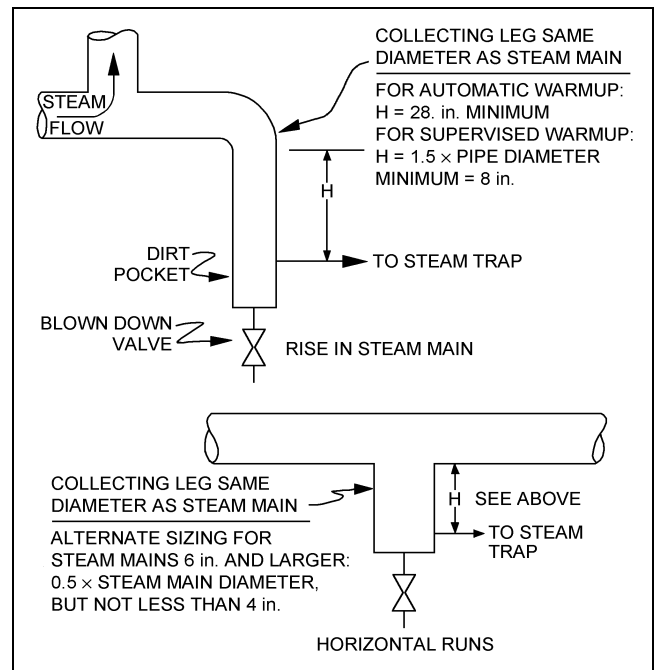 COLLECTING LEG SAME
DIAMETER AS STEAM MAIN
FOR AUTOMATIC WARMUP:
H = 28. in. MINIMUM
FOR SUPERVISED WARMUP:
H = 1.5 × PIPE DIAMETER
MINIMUM = 8 in.
STEAM
FLOW
H
DIRT
POCKET
TO STEAM TRAP
BLOWN DOWN
VALVE
RISE IN STEAM MAIN
COLLECTING LEG SAME
DIAMETER AS STEAM MAIN
ALTERNATE SIZING FOR
STEAM MAINS 6 in. AND LARGER:
0.5 × STEAM MAIN DIAMETER,
BUT NOT LESS THAN 4 in.
H SEE ABOVE
TO STEAM
TRAP
HORIZONTAL RUNS